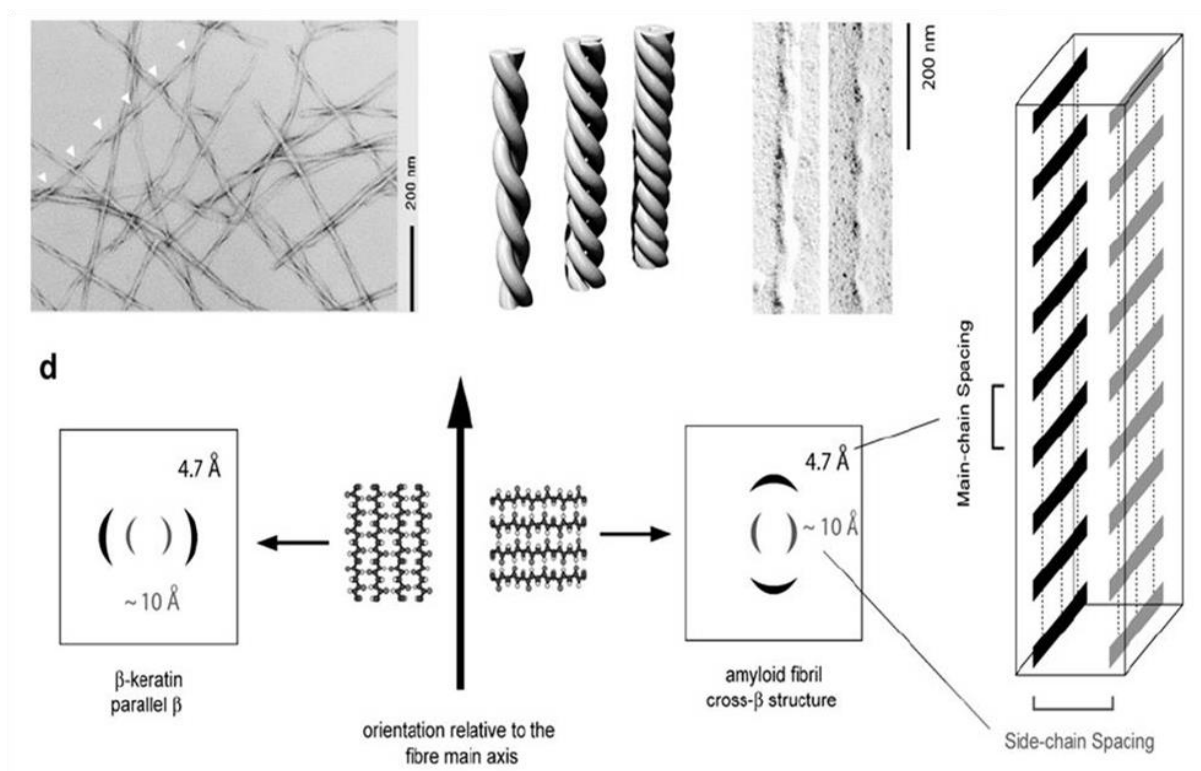 200 nm
200 nm
d
4.7 Å
~ 10 Å
β-keratin
parallel β
orientation relative to the
fibre main axis
4.7 Å
~ 10 Å
amyloid fibril
cross-β structure
Main-chain Spacing
Side-chain Spacing